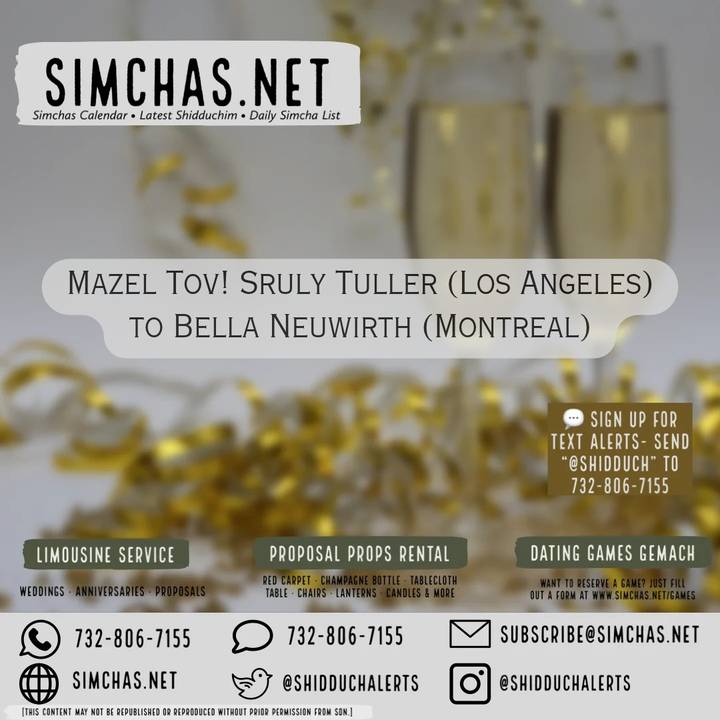 SIMCHAS.NET
Simchas Calendar • Latest Shidduchim • Daily Simcha List
MAZEL TOV! SRULY TULLER (LOS ANGELES)
TO BELLA NEUWIRTH (MONTREAL)
SIGN UP FOR
TEXT ALERTS- SEND
“@SHIDDUCH” TO
732-806-7155
LIMOUSINE SERVICE
WEDDINGS · ANNIVERSARIES · PROPOSALS
PROPOSAL PROPS RENTAL
RED CARPET · CHAMPAGNE BOTTLE · TABLECLOTH
TABLE · CHAIRS · LANTERNS · CANDLES & MORE
DATING GAMES GEMACH
WANT TO RESERVE A GAME? JUST FILL
OUT A FORM AT WWW.SIMCHAS.NET/GAMES
732-806-7155
732-806-7155
SUBSCRIBE@SIMCHAS.NET
SIMCHAS.NET
@SHIDDUCHALERTS
@SHIDDUCHALERTS
[THIS CONTENT MAY NOT BE REPUBLISHED OR REPRODUCED WITHOUT PRIOR PERMISSION FROM SDN.]